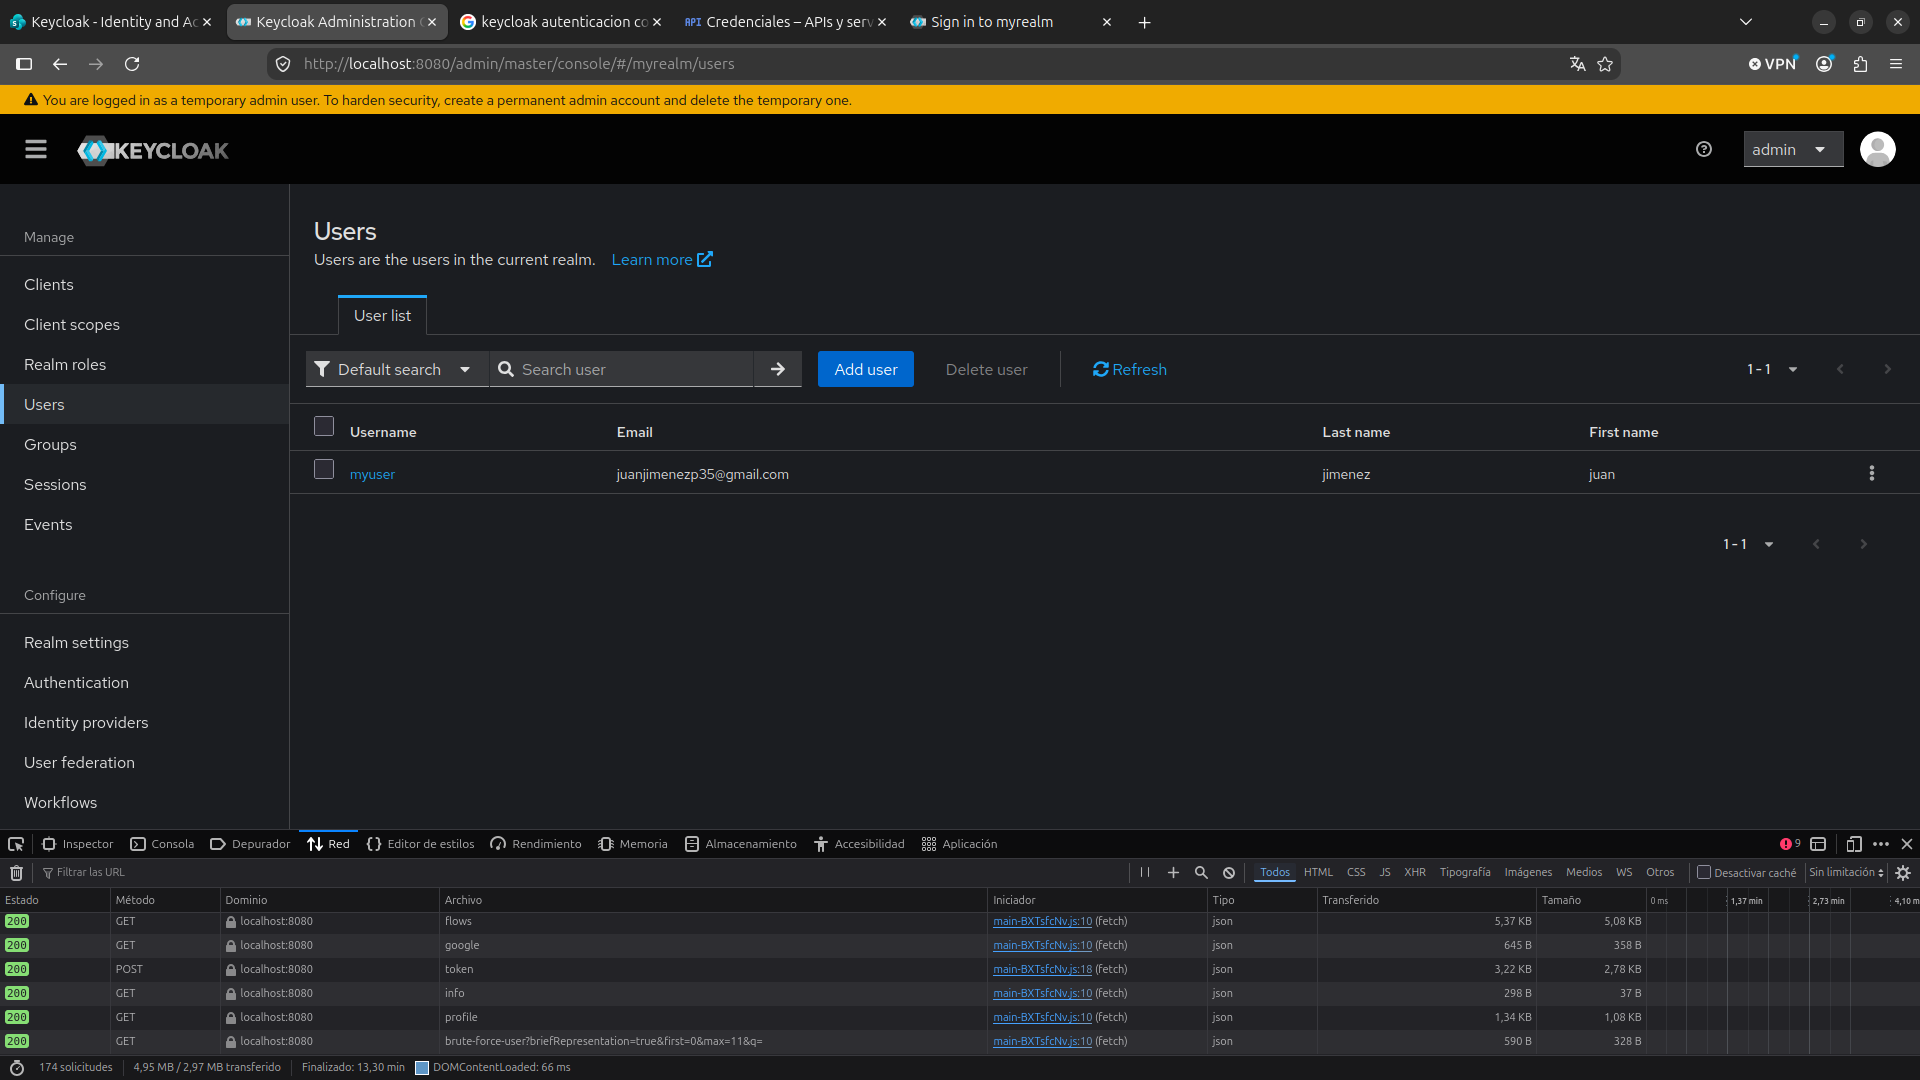 Keycloak - Identity and Ac
Keycloak Administration C
keycloak autenticacion co
API Credenciales – APIs y serv
Sign in to myrealm
http://localhost:8080/admin/master/console/#/myrealm/users
VPN
You are logged in as a temporary admin user. To harden security, create a permanent admin account and delete the temporary one.
KEYCLOAK
admin
Manage
Clients
Client scopes
Realm roles
Users
Groups
Sessions
Events
Configure
Realm settings
Authentication
Identity providers
User federation
Workflows
Users
Users are the users in the current realm. Learn more
User list
Default search Search user Add user Delete user Refresh 1 - 1
Username Email Last name First name
myuser juanjimenezp35@gmail.com jimenez juan
1 - 1
Inspector Consola Depurador Red Editor de estilos Rendimiento Memoria Almacenamiento Accesibilidad Aplicación 9
Filtrar las URL Todos HTML CSS JS XHR Tipografía Imágenes Medios WS Otros Desactivar caché Sin limitación
Estado Método Dominio Archivo Iniciador Tipo Transferido Tamaño 0 ms 1,37 min 2,73 min 4,10 m
200 GET localhost:8080 flows main-BXTsfcNv.js:10 (fetch) json 5,37 KB 5,08 KB
200 GET localhost:8080 google main-BXTsfcNv.js:10 (fetch) json 645 B 358 B
200 POST localhost:8080 token main-BXTsfcNv.js:18 (fetch) json 3,22 KB 2,78 KB
200 GET localhost:8080 info main-BXTsfcNv.js:10 (fetch) json 298 B 37 B
200 GET localhost:8080 profile main-BXTsfcNv.js:10 (fetch) json 1,34 KB 1,08 KB
200 GET localhost:8080 brute-force-user?briefRepresentation=true&first=0&max=11&q= main-BXTsfcNv.js:10 (fetch) json 590 B 328 B
174 solicitudes 4,95 MB / 2,97 MB transferido Finalizado: 13,30 min DOMContentLoaded: 66 ms